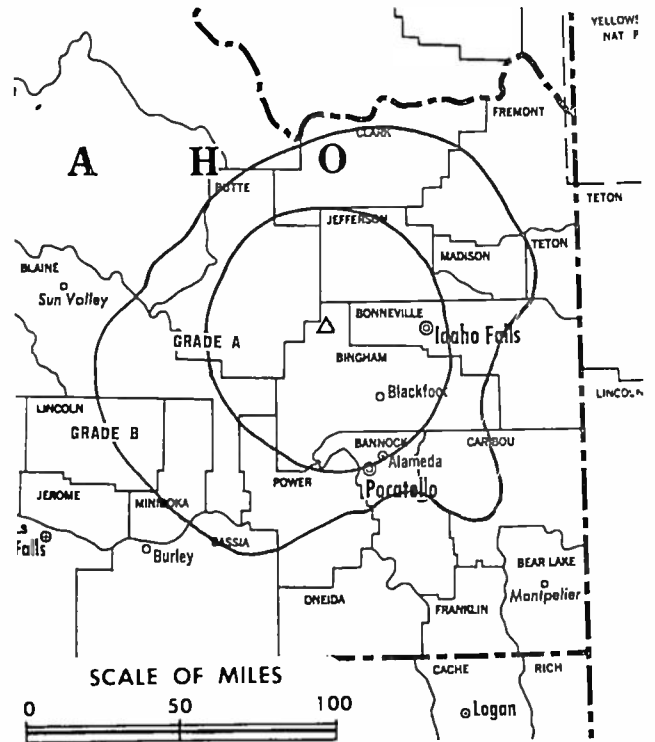 YELLOWS
NAT P
FREMONT
CLARK
A H O
BUTTE
TETON
JEFFERSON
TETON
MADISON
BLAINE
Sun Valley
BONNEVILLE
GRADE A
Idaho Falls
BINGHAM
Blackfoot
LINCOLN
LINCOLN
GRADE B
BANNOCK
CARIBOU
Alameda
POWER
Pocatello
JEROME
MINIDOKA
Falls
CASSIA
Burley
BEAR LAKE
Montpelier
ONEIDA
FRANKLIN
CACHE
RICH
SCALE OF MILES
0 50 100
Logan